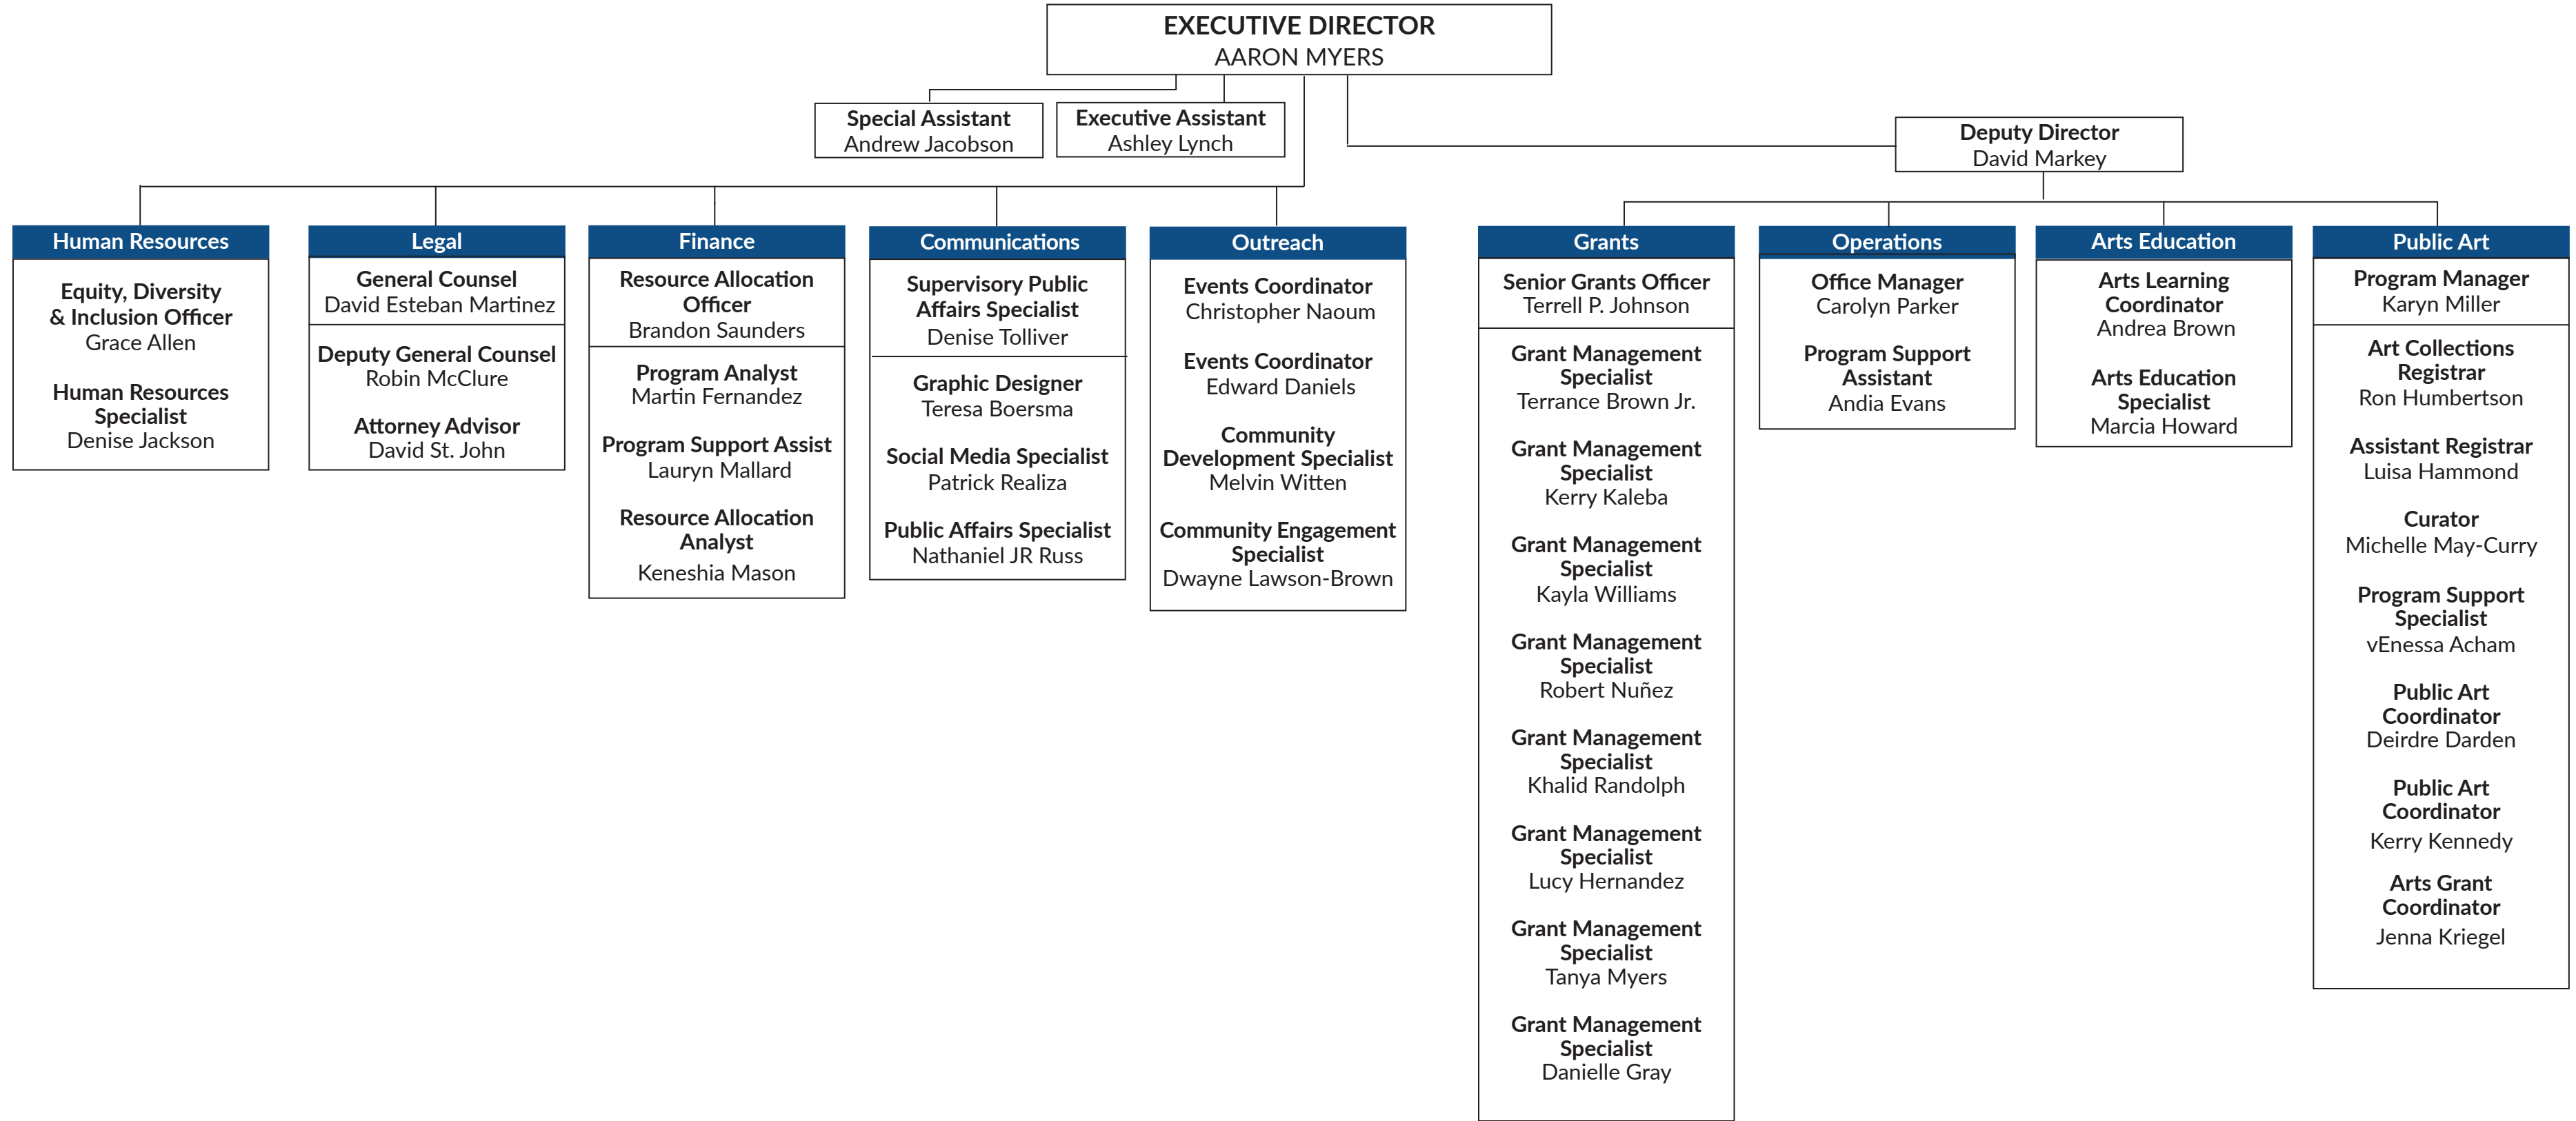 EXECUTIVE DIRECTOR
AARON MYERS
Special Assistant
Andrew Jacobson
Executive Assistant
Ashley Lynch
Deputy Director
David Markey
Human Resources
Equity, Diversity
& Inclusion Officer
Grace Allen
Human Resources
Specialist
Denise Jackson
Legal
General Counsel
David Esteban Martinez
Deputy General Counsel
Robin McClure
Attorney Advisor
David St. John
Finance
Resource Allocation
Officer
Brandon Saunders
Program Analyst
Martin Fernandez
Program Support Assist
Lauryn Mallard
Resource Allocation
Analyst
Keneshia Mason
Communications
Supervisory Public
Affairs Specialist
Denise Tolliver
Graphic Designer
Teresa Boersma
Social Media Specialist
Patrick Realiza
Public Affairs Specialist
Nathaniel JR Russ
Outreach
Events Coordinator
Christopher Naoum
Events Coordinator
Edward Daniels
Community
Development Specialist
Melvin Witten
Community Engagement
Specialist
Dwayne Lawson-Brown
Grants
Senior Grants Officer
Terrell P. Johnson
Grant Management
Specialist
Terrance Brown Jr.
Grant Management
Specialist
Kerry Kaleba
Grant Management
Specialist
Kayla Williams
Grant Management
Specialist
Robert Nuñez
Grant Management
Specialist
Khalid Randolph
Grant Management
Specialist
Lucy Hernandez
Grant Management
Specialist
Tanya Myers
Grant Management
Specialist
Danielle Gray
Operations
Office Manager
Carolyn Parker
Program Support
Assistant
Andia Evans
Arts Education
Arts Learning
Coordinator
Andrea Brown
Arts Education
Specialist
Marcia Howard
Public Art
Program Manager
Karyn Miller
Art Collections
Registrar
Ron Humbertson
Assistant Registrar
Luisa Hammond
Curator
Michelle May-Curry
Program Support
Specialist
vEnessa Acham
Public Art
Coordinator
Deirdre Darden
Public Art
Coordinator
Kerry Kennedy
Arts Grant
Coordinator
Jenna Kriegel